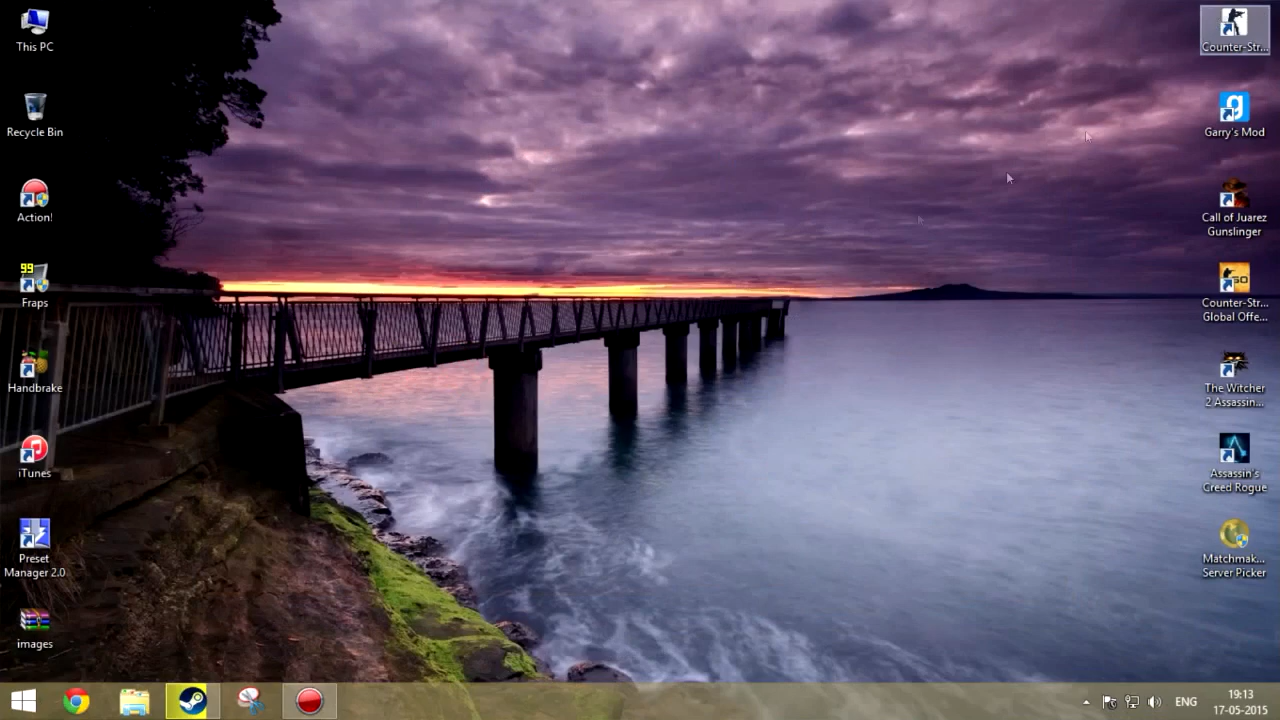 This PC
Recycle Bin
Action!
99
Fraps
Handbrake
iTunes
Preset
Manager 2.0
images
Counter-Str...
Garry's Mod
Call of Juarez
Gunslinger
GO
Counter-Str...
Global Offe...
The Witcher
2 Assassin...
Assassin's
Creed Rogue
Matchmak...
Server Picker
ENG
19:13
17-05-2015